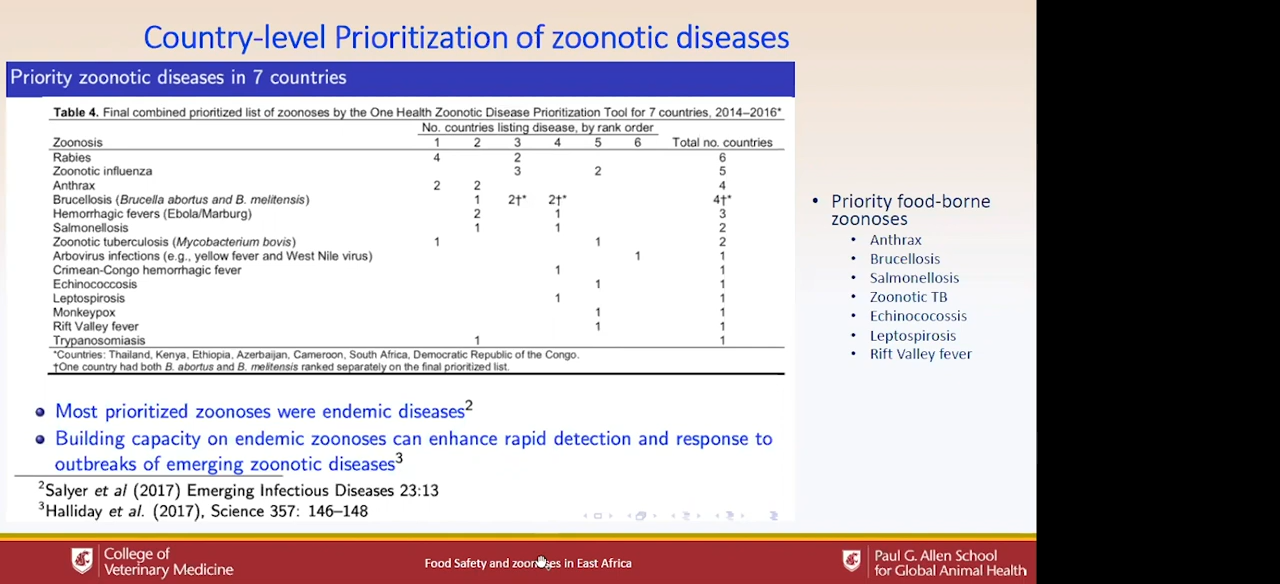 Country-level Prioritization of zoonotic diseases
Priority zoonotic diseases in 7 countries
Table 4. Final combined prioritized list of zoonoses by the One Health Zoonotic Disease Prioritization Tool for 7 countries, 2014–2016*
No. countries listing disease, by rank order
Zoonosis 1 2 3 4 5 6 Total no. countries
Rabies 4 2 6
Zoonotic influenza 3 2 5
Anthrax 2 2 4
Brucellosis (Brucella abortus and B. melitensis) 1 2†* 2†* 4†*
Hemorrhagic fevers (Ebola/Marburg) 2 1 3
Salmonellosis 1 1 2
Zoonotic tuberculosis (Mycobacterium bovis) 1 1 2
Arbovirus infections (e.g., yellow fever and West Nile virus) 1 1
Crimean-Congo hemorrhagic fever 1 1
Echinococcosis 1 1
Leptospirosis 1 1
Monkeypox 1 1
Rift Valley fever 1 1
Trypanosomiasis 1 1
*Countries: Thailand, Kenya, Ethiopia, Azerbaijan, Cameroon, South Africa, Democratic Republic of the Congo.
†One country had both B. abortus and B. melitensis ranked separately on the final prioritized list.
• Most prioritized zoonoses were endemic diseases2
• Building capacity on endemic zoonoses can enhance rapid detection and response to
outbreaks of emerging zoonotic diseases3
2Salyer et al (2017) Emerging Infectious Diseases 23:13
3Halliday et al. (2017), Science 357: 146–148
• Priority food-borne
zoonoses
• Anthrax
• Brucellosis
• Salmonellosis
• Zoonotic TB
• Echinococossis
• Leptospirosis
• Rift Valley fever
College of
Veterinary Medicine
Food Safety and zoonoses in East Africa
Paul G. Allen School
for Global Animal Health